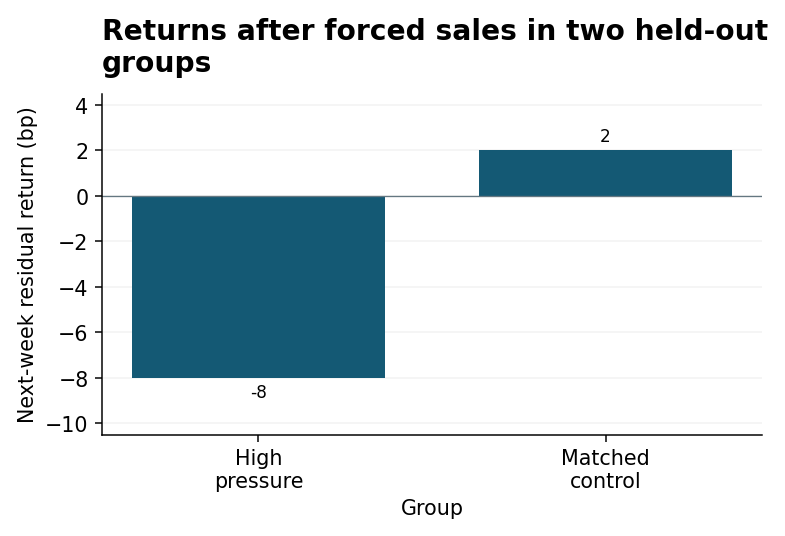 Returns after forced sales in two held-out
groups
Next-week residual return (bp)
4
2
0
−2
−4
−6
−8
−10
-8
2
High
pressure
Matched
control
Group